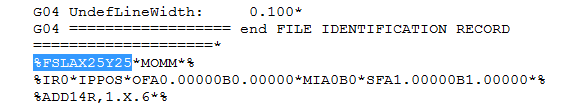 G04 UndefLineWidth:     0.100*
G04 ================== end FILE IDENTIFICATION RECORD
====================*
%FSLAX25Y25*MOMM*%
%IR0*IPPOS*OFA0.00000B0.00000*MIA0B0*SFA1.00000B1.00000*%
%ADD14R,1.X.6*%